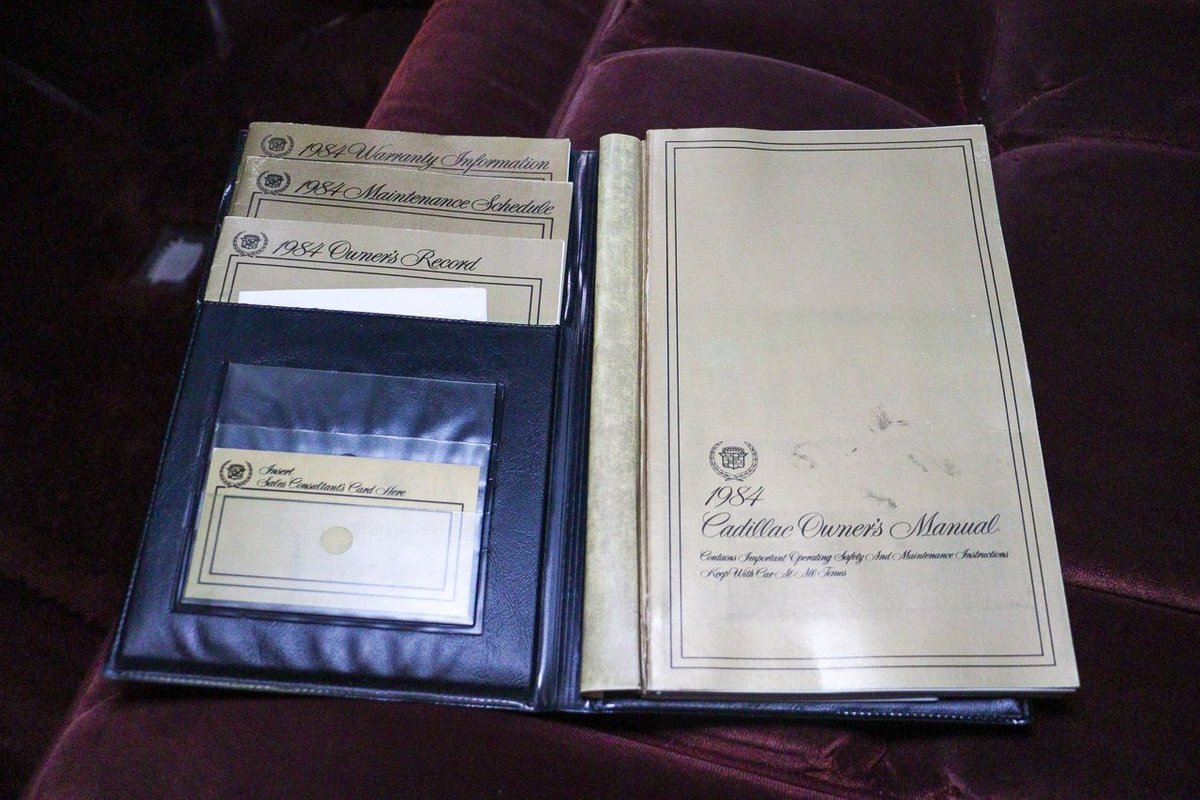 1984 Warranty Information
1984 Maintenance Schedule
1984 Owner's Record
Insert
Sales Consultant's Card Here
1984
Cadillac Owner's Manual
Contains Important Operating Safety And Maintenance Instructions
Keep With Car At All Times